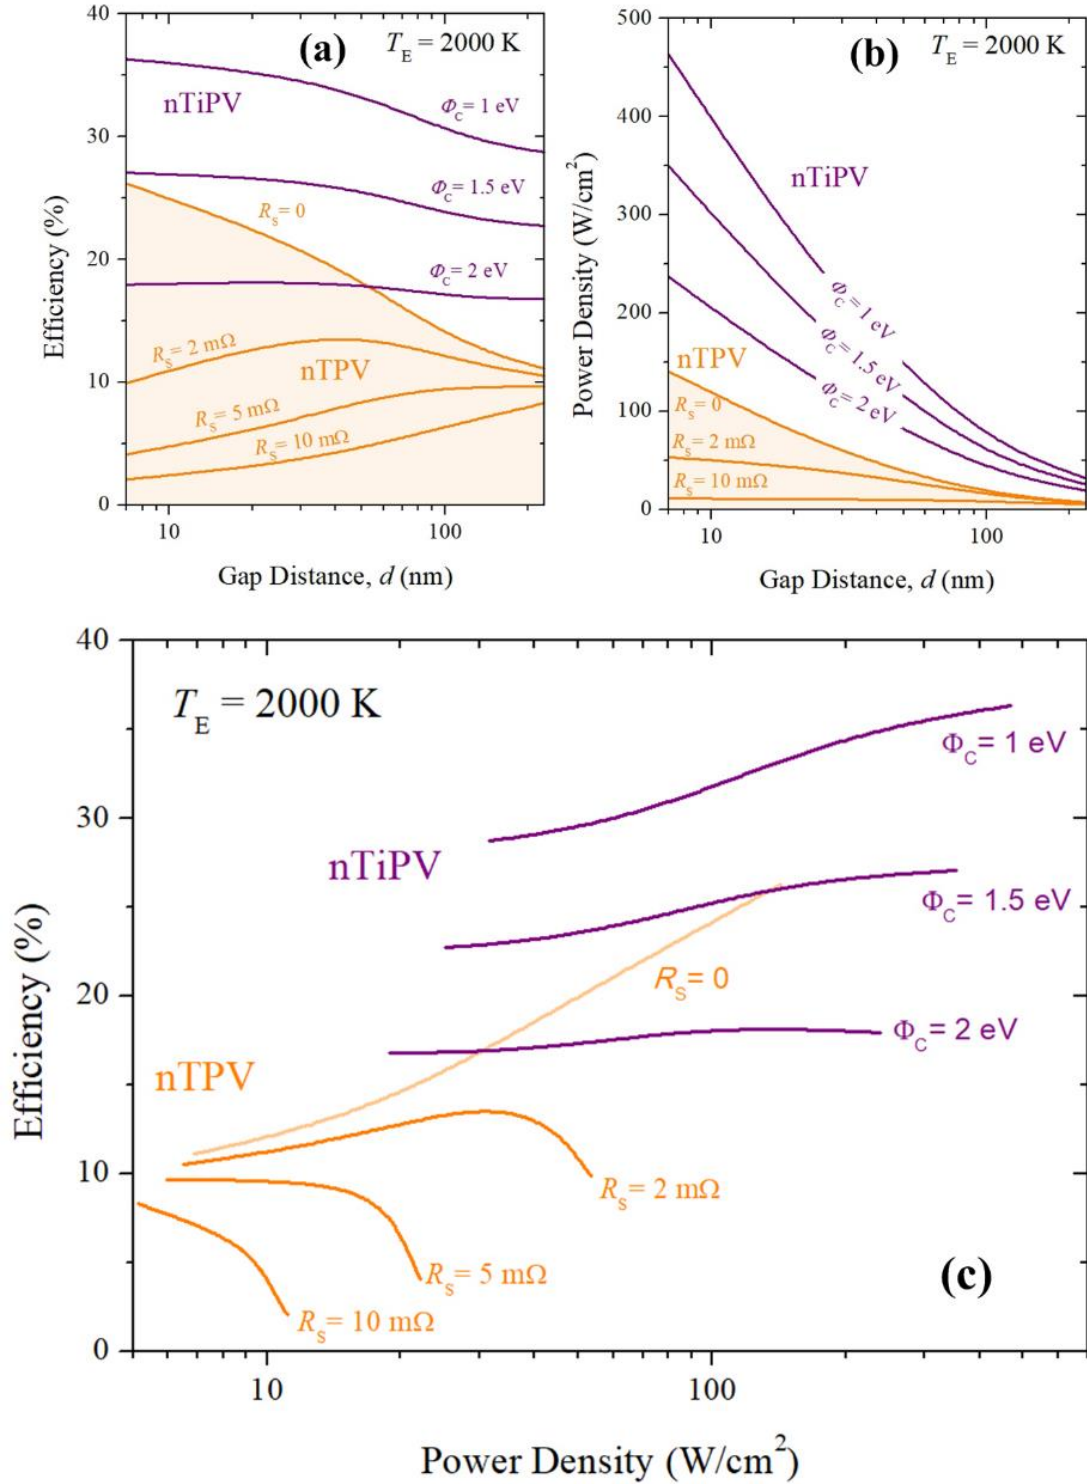 40
30
20
10
0
Efficiency (%)
(a)
T_E = 2000 K
nTiPV
Φ_C= 1 eV
Φ_C= 1.5 eV
R_S= 0
Φ_C= 2 eV
R_S= 2 mΩ
nTPV
R_S= 5 mΩ
R_S= 10 mΩ
10
100
Gap Distance, d (nm)
500
400
300
200
100
0
Power Density (W/cm²)
T_E = 2000 K
(b)
nTiPV
Φ_C= 1 eV
Φ_C= 1.5 eV
Φ_C= 2 eV
nTPV
R_S= 0
R_S= 2 mΩ
R_S= 10 mΩ
10
100
Gap Distance, d (nm)
40
30
20
10
0
Efficiency (%)
T_E = 2000 K
Φ_C= 1 eV
nTiPV
Φ_C= 1.5 eV
R_S= 0
Φ_C= 2 eV
nTPV
R_S= 2 mΩ
R_S= 5 mΩ
(c)
R_S= 10 mΩ
10
100
Power Density (W/cm²)